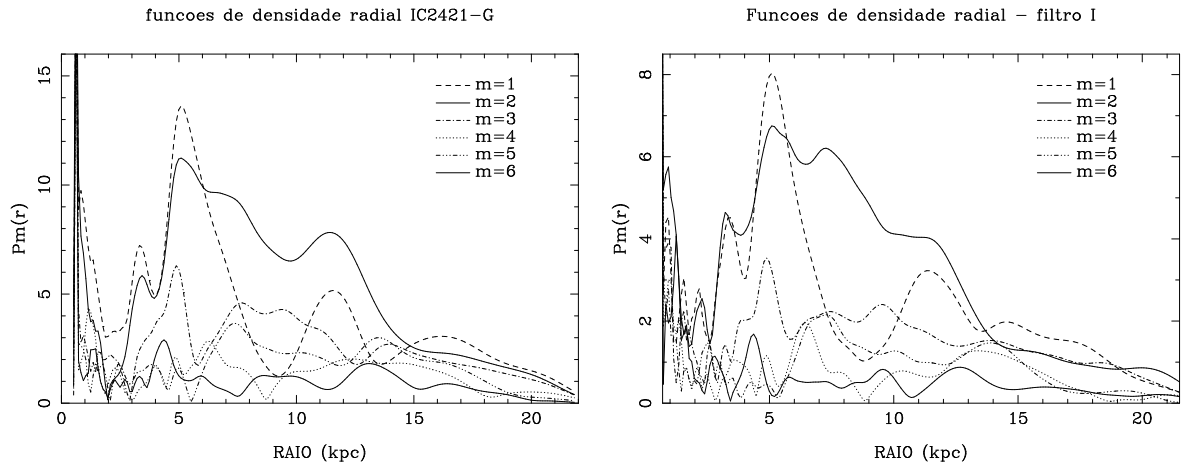 funcoes de densidade radial IC2421-G
Pm(r)
15
10
5
0
m=1
m=2
m=3
m=4
m=5
m=6
0 5 10 15 20
RAIO (kpc)
Funcoes de densidade radial - filtro I
Pm(r)
8
6
4
2
0
m=1
m=2
m=3
m=4
m=5
m=6
5 10 15 20
RAIO (kpc)